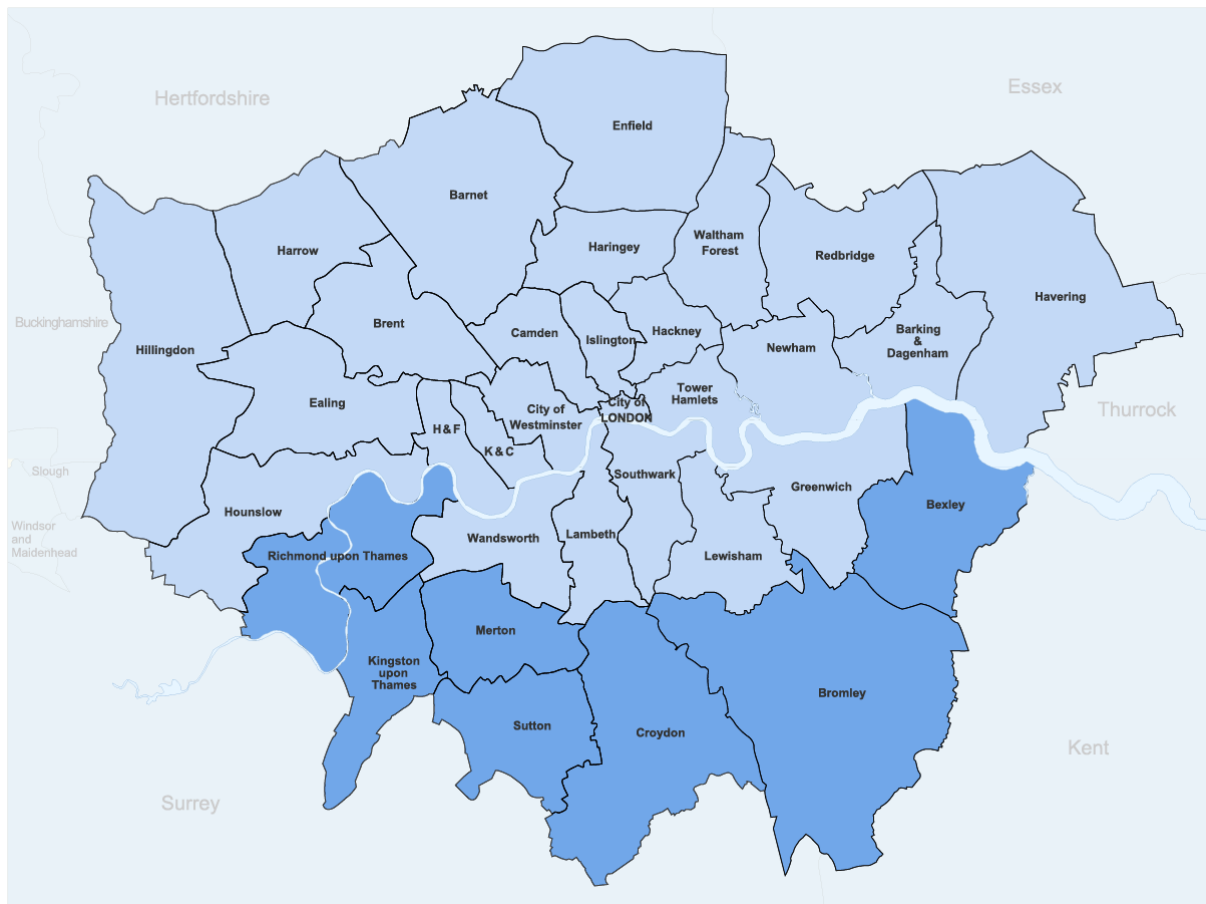 Essex
Hertfordshire
Enfield
Barnet
Waltham
Forest
Haringey
Harrow
Redbridge
Havering
Buckinghamshire
Brent
Camden
Hackney
Islington
Barking
&
Dagenham
Newham
Hillingdon
Tower
Hamlets
Ealing
City of
LONDON
City of
Westminster
Thurrock
H & F
K & C
Slough
Southwark
Greenwich
Bexley
Hounslow
Windsor
and
Maidenhead
Wandsworth
Lambeth
Richmond upon Thames
Lewisham
Merton
Kingston
upon
Thames
Bromley
Sutton
Croydon
Kent
Surrey